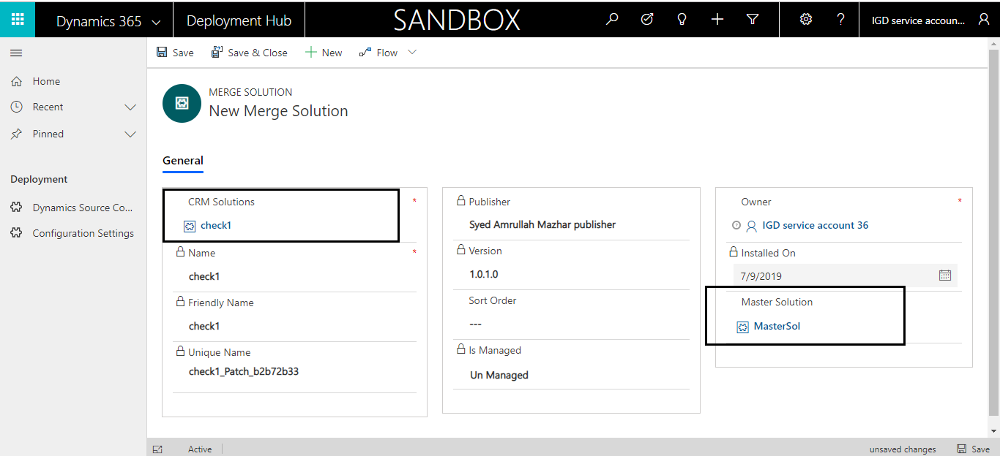 Dynamics 365
Deployment Hub
SANDBOX
IGD service accoun...
Save
Save & Close
New
Flow
Home
Recent
Pinned
Deployment
Dynamics Source Co...
Configuration Settings
MERGE SOLUTION
New Merge Solution
General
CRM Solutions *
check1
Name *
check1
Friendly Name
check1
Unique Name
check1_Patch_b2b72b33
Publisher
Syed Amrullah Mazhar publisher
Version
1.0.1.0
Sort Order
---
Is Managed
Un Managed
Owner *
IGD service account 36
Installed On
7/9/2019
Master Solution
MasterSol
Active
unsaved changes
Save